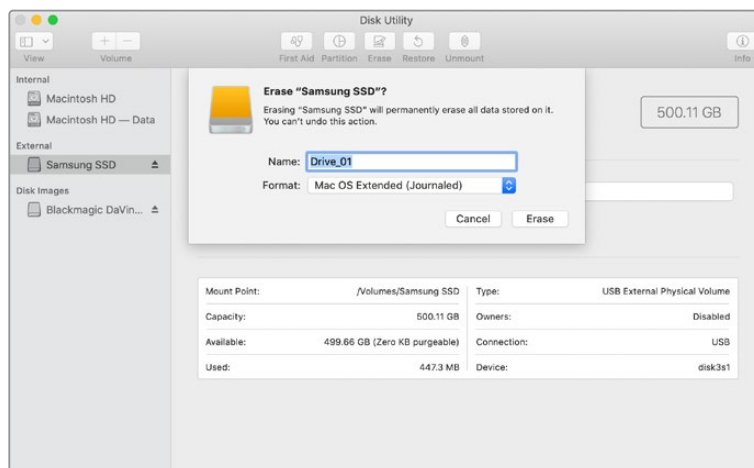 Disk Utility
View
Volume
First Aid Partition Erase Restore Unmount
Info
Internal
Macintosh HD
Macintosh HD — Data
External
Samsung SSD
Disk Images
Blackmagic DaVin...
Erase “Samsung SSD”?
Erasing “Samsung SSD” will permanently erase all data stored on it.
You can’t undo this action.
Name: Drive_01
Format: Mac OS Extended (Journaled)
Cancel Erase
500.11 GB
Mount Point: /Volumes/Samsung SSD
Capacity: 500.11 GB
Available: 499.66 GB (Zero KB purgeable)
Used: 447.3 MB
Type: USB External Physical Volume
Owners: Disabled
Connection: USB
Device: disk3s1